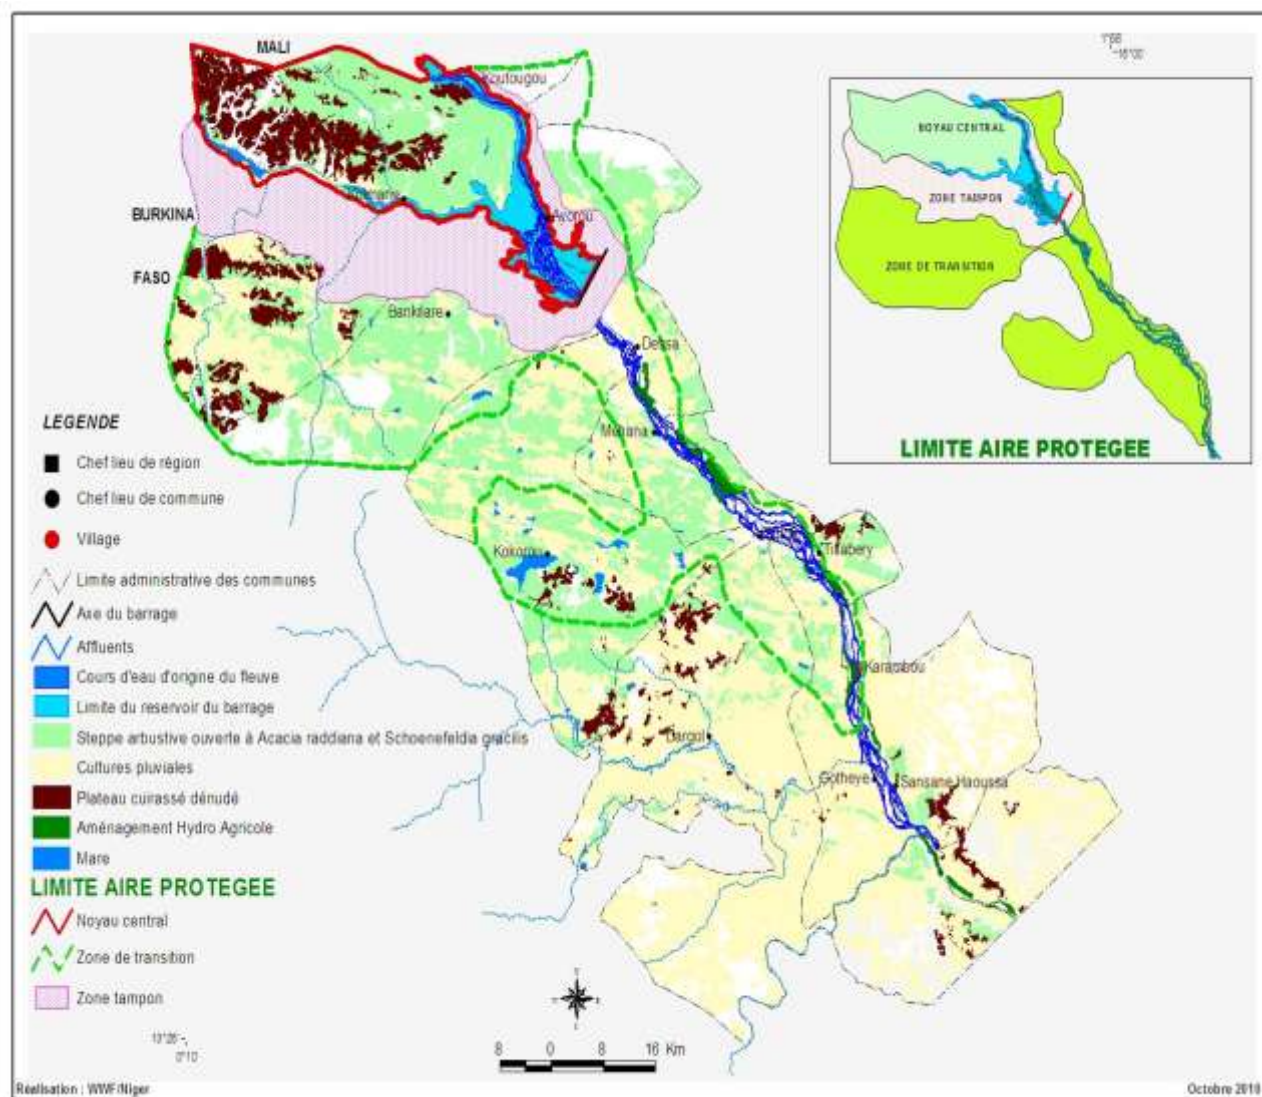 MALI
Koutougou
BURKINA
FASO
Ayorou
Bankilare
Dessa
Mehana
Kokorou
Tillabery
Karambou
Dargol
Gotheye
Sansane Haoussa
NOYAU CENTRAL
ZONE TAMPON
ZONE DE TRANSITION
LIMITE AIRE PROTEGEE
LEGENDE
Chef lieu de région
Chef lieu de commune
Village
Limite administrative des communes
Axe du barrage
Affluents
Cours d'eau d'origine du fleuve
Limite du reservoir du barrage
Steppe arbustive ouverte à Acacia raddiana et Schoenefeldia gracilis
Cultures pluviales
Plateau cuirassé dénudé
Aménagement Hydro Agricole
Mare
LIMITE AIRE PROTEGEE
Noyau central
Zone de transition
Zone tampon
0°10'
8 0 8 16 Km
Réalisation : WWF/Niger
Octobre 2010